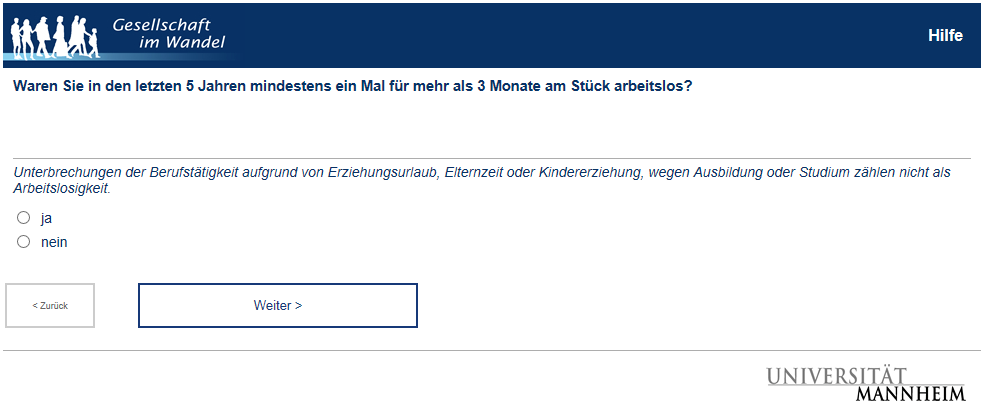 Gesellschaft
im Wandel
Hilfe
Waren Sie in den letzten 5 Jahren mindestens ein Mal für mehr als 3 Monate am Stück arbeitslos?
Unterbrechungen der Berufstätigkeit aufgrund von Erziehungsurlaub, Elternzeit oder Kindererziehung, wegen Ausbildung oder Studium zählen nicht als
Arbeitslosigkeit.
ja
nein
< Zurück
Weiter >
UNIVERSITÄT
MANNHEIM